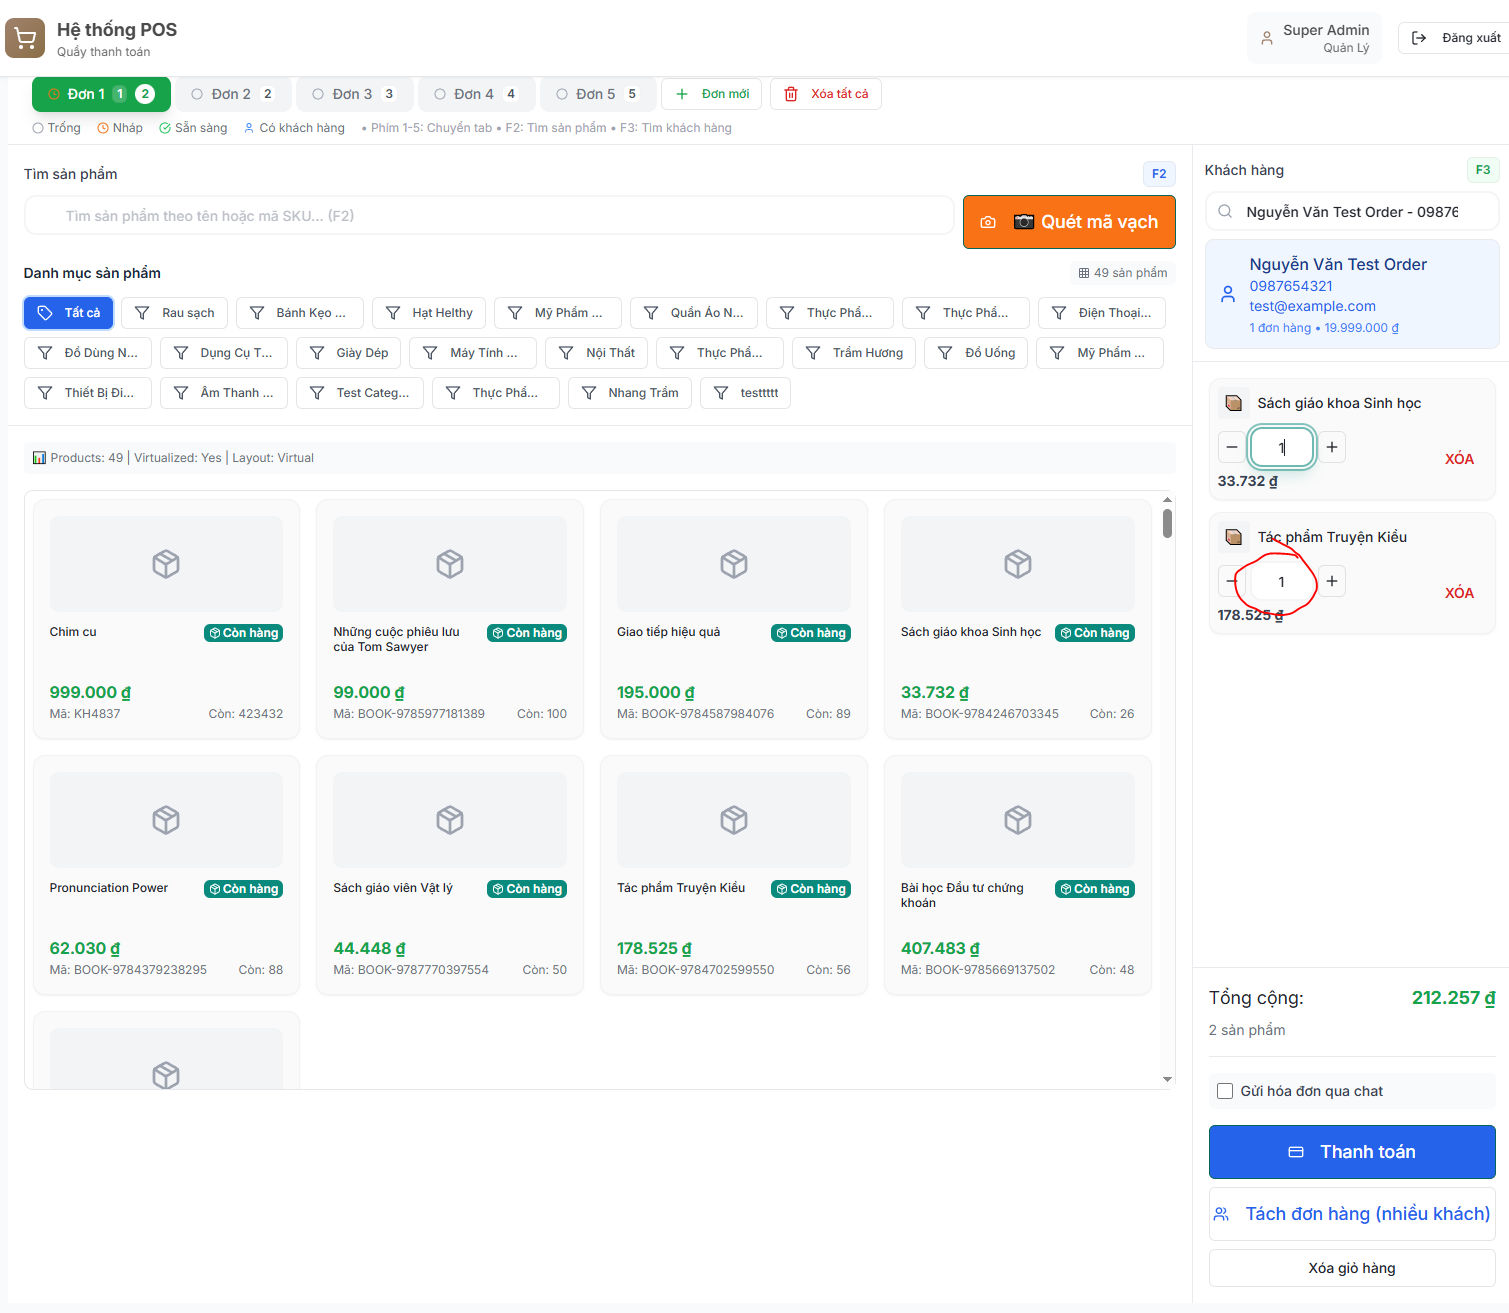 Hệ thống POS
Quầy thanh toán
Super Admin
Quản Lý
Đăng xuất
Đơn 1 1 2
Đơn 2 2
Đơn 3 3
Đơn 4 4
Đơn 5 5
Đơn mới
Xóa tất cả
Trống Nháp Sẵn sàng Có khách hàng • Phím 1-5: Chuyển tab • F2: Tìm sản phẩm • F3: Tìm khách hàng
Tìm sản phẩm
F2
Tìm sản phẩm theo tên hoặc mã SKU... (F2)
Quét mã vạch
Danh mục sản phẩm
49 sản phẩm
Tất cả
Rau sạch
Bánh Kẹo ...
Hạt Helthy
Mỹ Phẩm ...
Quần Áo N...
Thực Phẩ...
Thực Phẩ...
Điện Thoại...
Đồ Dùng N...
Dụng Cụ T...
Giày Dép
Máy Tính ...
Nội Thất
Thực Phẩ...
Trầm Hương
Đồ Uống
Mỹ Phẩm ...
Thiết Bị Đi...
Âm Thanh ...
Test Categ...
Thực Phẩ...
Nhang Trầm
testtttt
Products: 49 | Virtualized: Yes | Layout: Virtual
Chim cu
Còn hàng
999.000 ₫
Mã: KH4837
Còn: 423432
Những cuộc phiêu lưu
của Tom Sawyer
Còn hàng
99.000 ₫
Mã: BOOK-9785977181389
Còn: 100
Giao tiếp hiệu quả
Còn hàng
195.000 ₫
Mã: BOOK-9784587984076
Còn: 89
Sách giáo khoa Sinh học
Còn hàng
33.732 ₫
Mã: BOOK-9784246703345
Còn: 26
Pronunciation Power
Còn hàng
62.030 ₫
Mã: BOOK-9784379238295
Còn: 88
Sách giáo viên Vật lý
Còn hàng
44.448 ₫
Mã: BOOK-9787770397554
Còn: 50
Tác phẩm Truyện Kiều
Còn hàng
178.525 ₫
Mã: BOOK-9784702599550
Còn: 56
Bài học Đầu tư chứng
khoán
Còn hàng
407.483 ₫
Mã: BOOK-9785669137502
Còn: 48
Khách hàng
F3
Nguyễn Văn Test Order - 09876
Nguyễn Văn Test Order
0987654321
test@example.com
1 đơn hàng • 19.999.000 ₫
Sách giáo khoa Sinh học
1
XÓA
33.732 ₫
Tác phẩm Truyện Kiều
1
XÓA
178.525 ₫
Tổng cộng:
212.257 ₫
2 sản phẩm
Gửi hóa đơn qua chat
Thanh toán
Tách đơn hàng (nhiều khách)
Xóa giỏ hàng